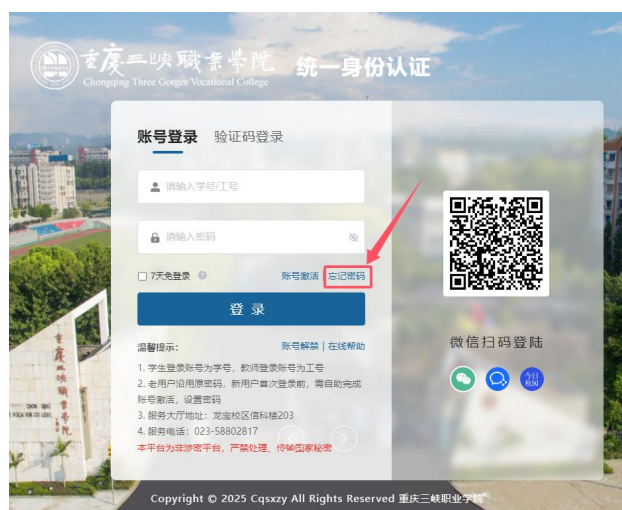 重庆三峡職業学院
Chongqing Three Gorges Vocational College
统一身份认证
账号登录 验证码登录
请输入学号/工号
请输入密码
7天免登录
账号激活 忘记密码
登 录
温馨提示：
账号解禁 | 在线帮助
1. 学生登录账号为学号，教师登录账号为工号
2. 老用户沿用原密码，新用户首次登录前，需自助完成
账号激活，设置密码
3. 服务大厅地址：龙宝校区信科楼203
4. 服务电话：023-58802817
本平台为非涉密平台，严禁处理、传输国家秘密
微信扫码登陆
今日
校园
Copyright © 2025 Cqsxzy All Rights Reserved 重庆三峡职业学院